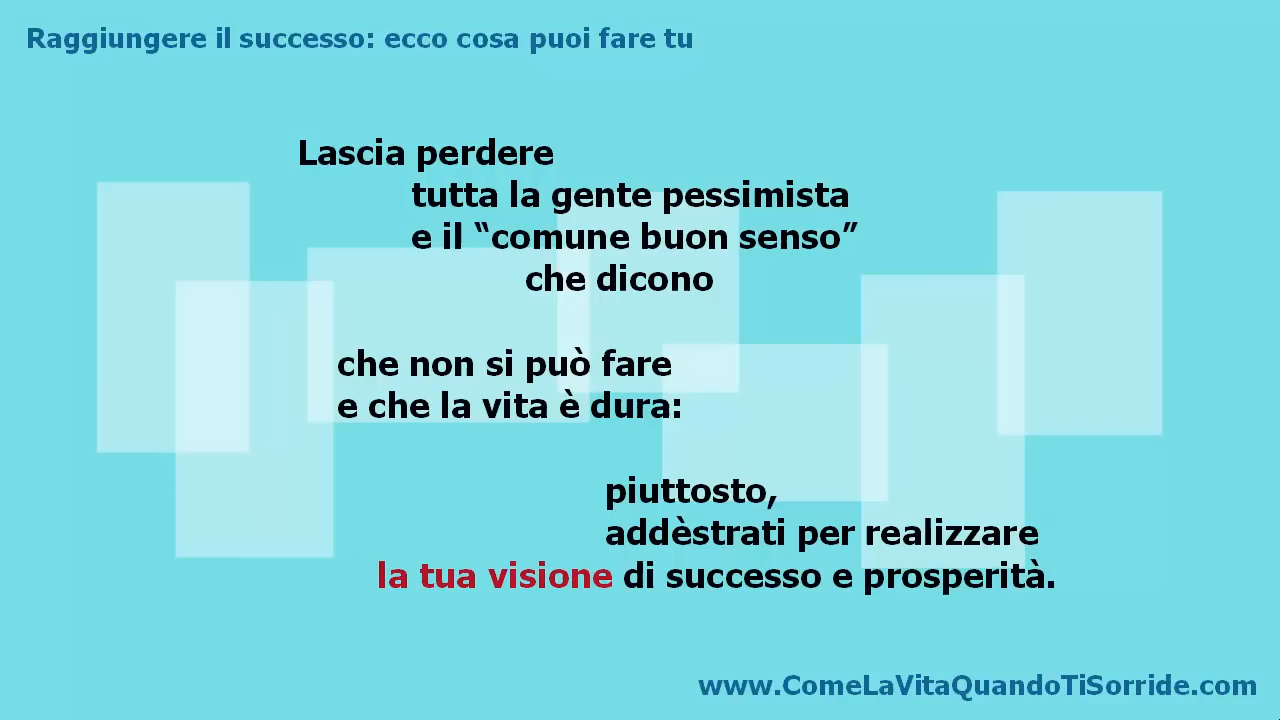 Raggiungere il successo: ecco cosa puoi fare tu
Lascia perdere
tutta la gente pessimista
e il “comune buon senso”
che dicono
che non si può fare
e che la vita è dura:
piuttosto,
addèstrati per realizzare
la tua visione di successo e prosperità.
www.ComeLaVitaQuandoTiSorride.com